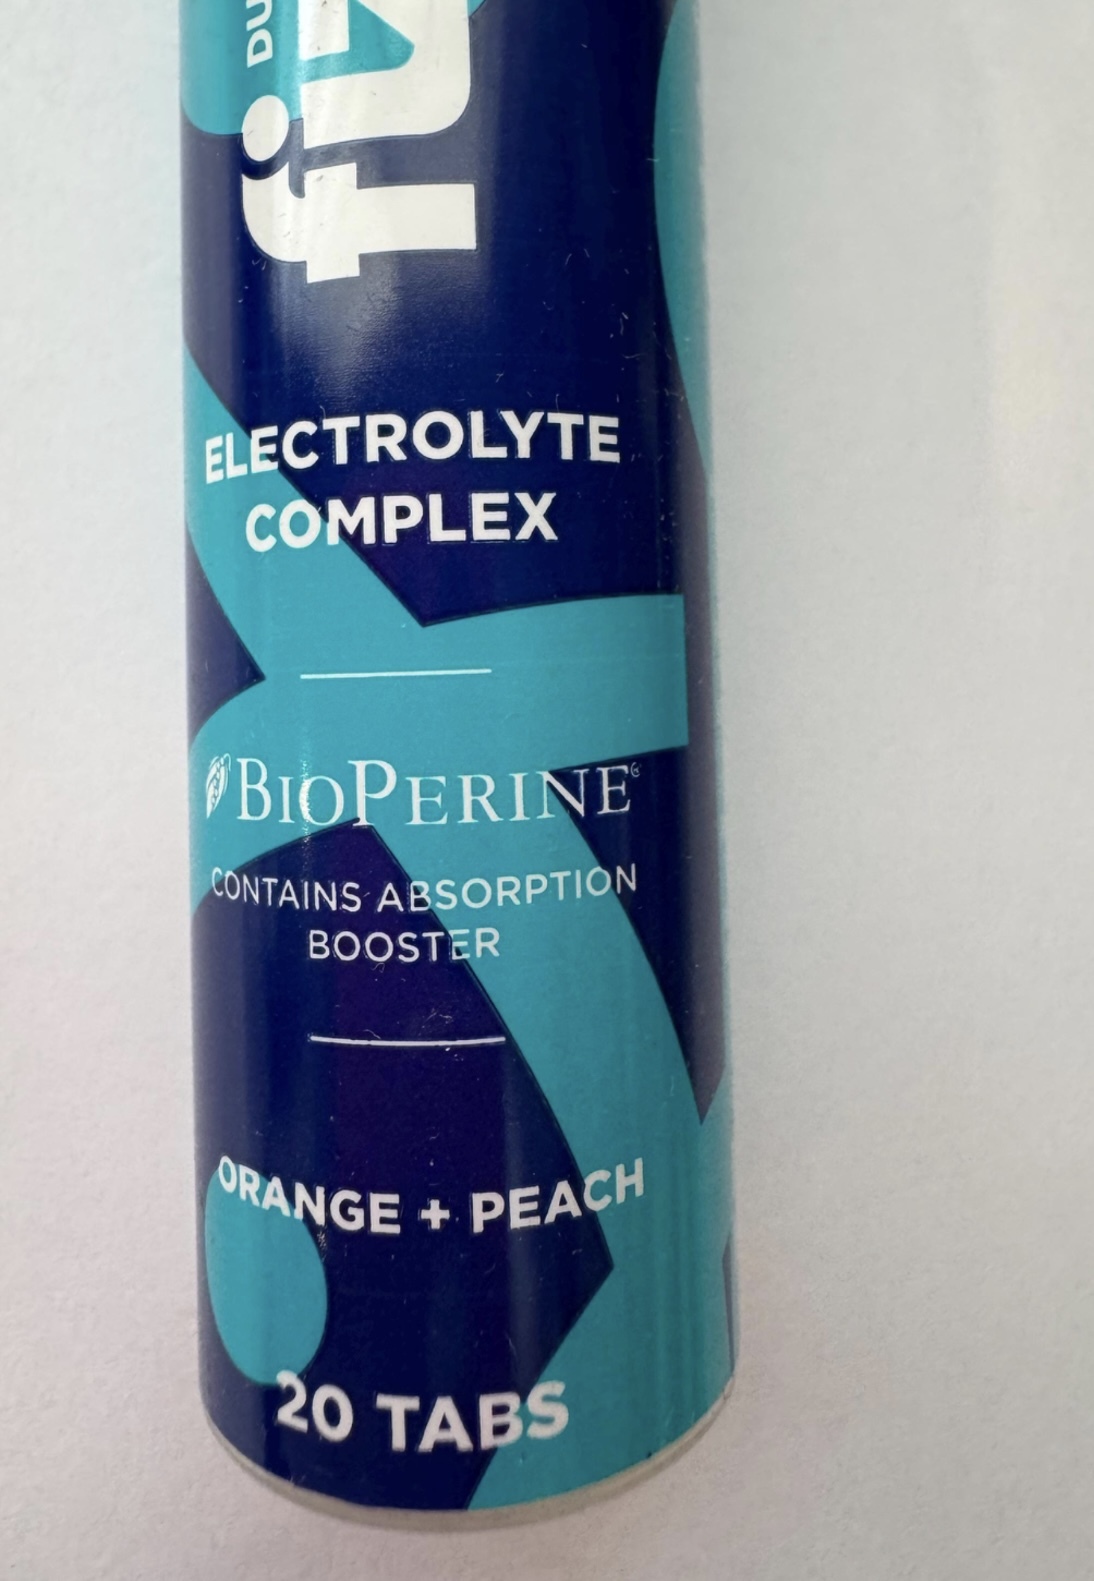 ELECTROLYTE
COMPLEX
BIOPERINE®
CONTAINS ABSORPTION
BOOSTER
ORANGE + PEACH
20 TABS